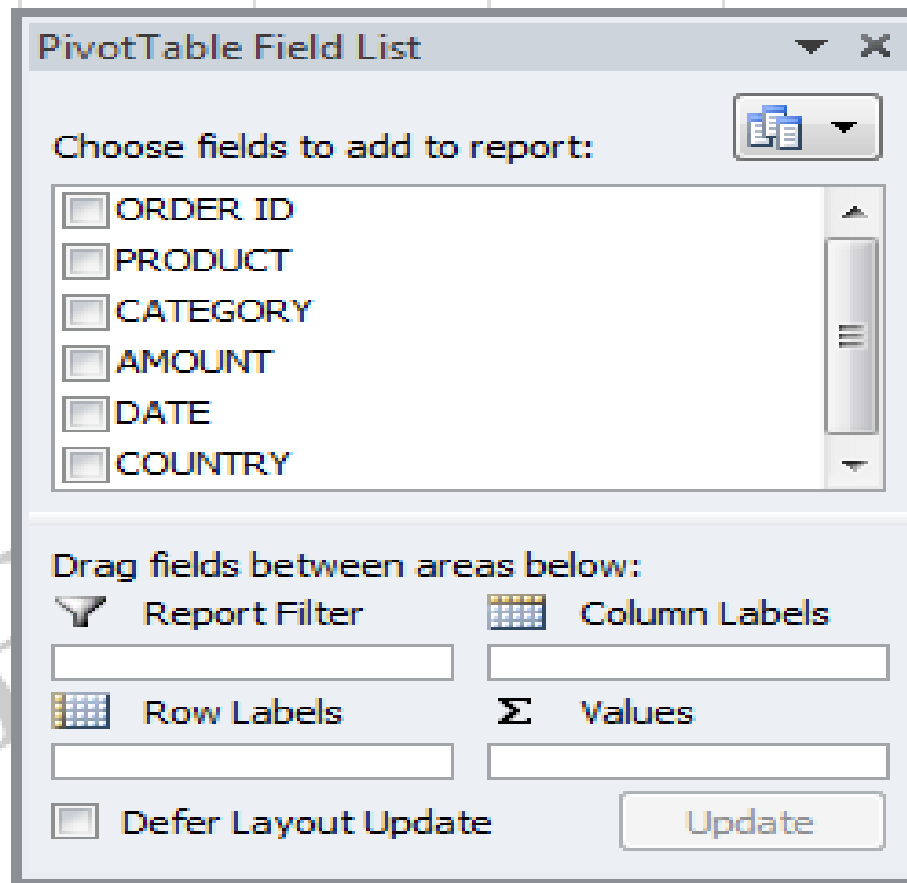 PivotTable Field List
Choose fields to add to report:
ORDER ID
PRODUCT
CATEGORY
AMOUNT
DATE
COUNTRY
Drag fields between areas below:
Report Filter
Column Labels
Row Labels
Σ Values
Defer Layout Update
Update